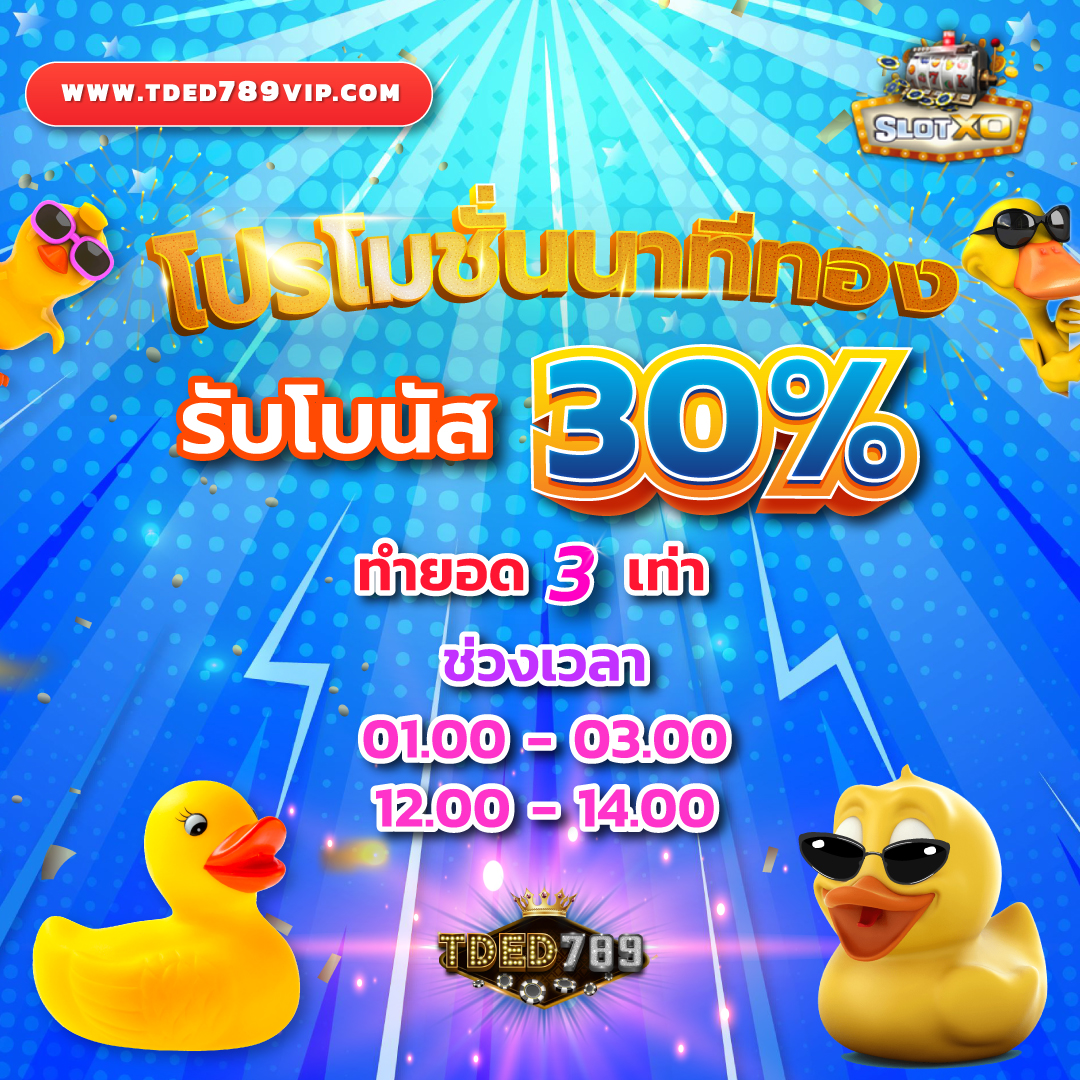 WWW.TDED789VIP.COM
SLOTXO
โปรโมชั่นนาทีทอง
รับโบนัส 30%
ทำยอด 3 เท่า
ช่วงเวลา
01.00 - 03.00
12.00 - 14.00
TDED789